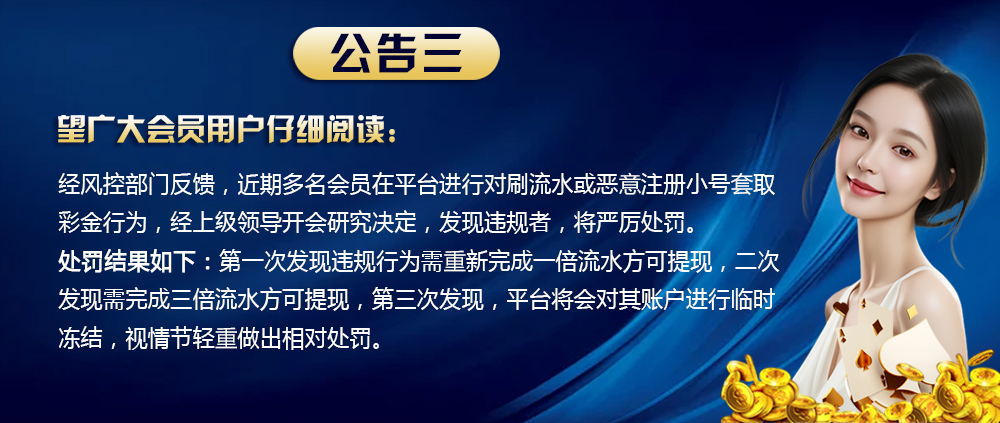 公告三
望广大会员用户仔细阅读：
经风控部门反馈，近期多名会员在平台进行对刷流水或恶意注册小号套取
彩金行为，经上级领导开会研究决定，发现违规者，将严厉处罚。
处罚结果如下：第一次发现违规行为需重新完成一倍流水方可提现，二次
发现需完成三倍流水方可提现，第三次发现，平台将会对其账户进行临时
冻结，视情节轻重做出相对处罚。